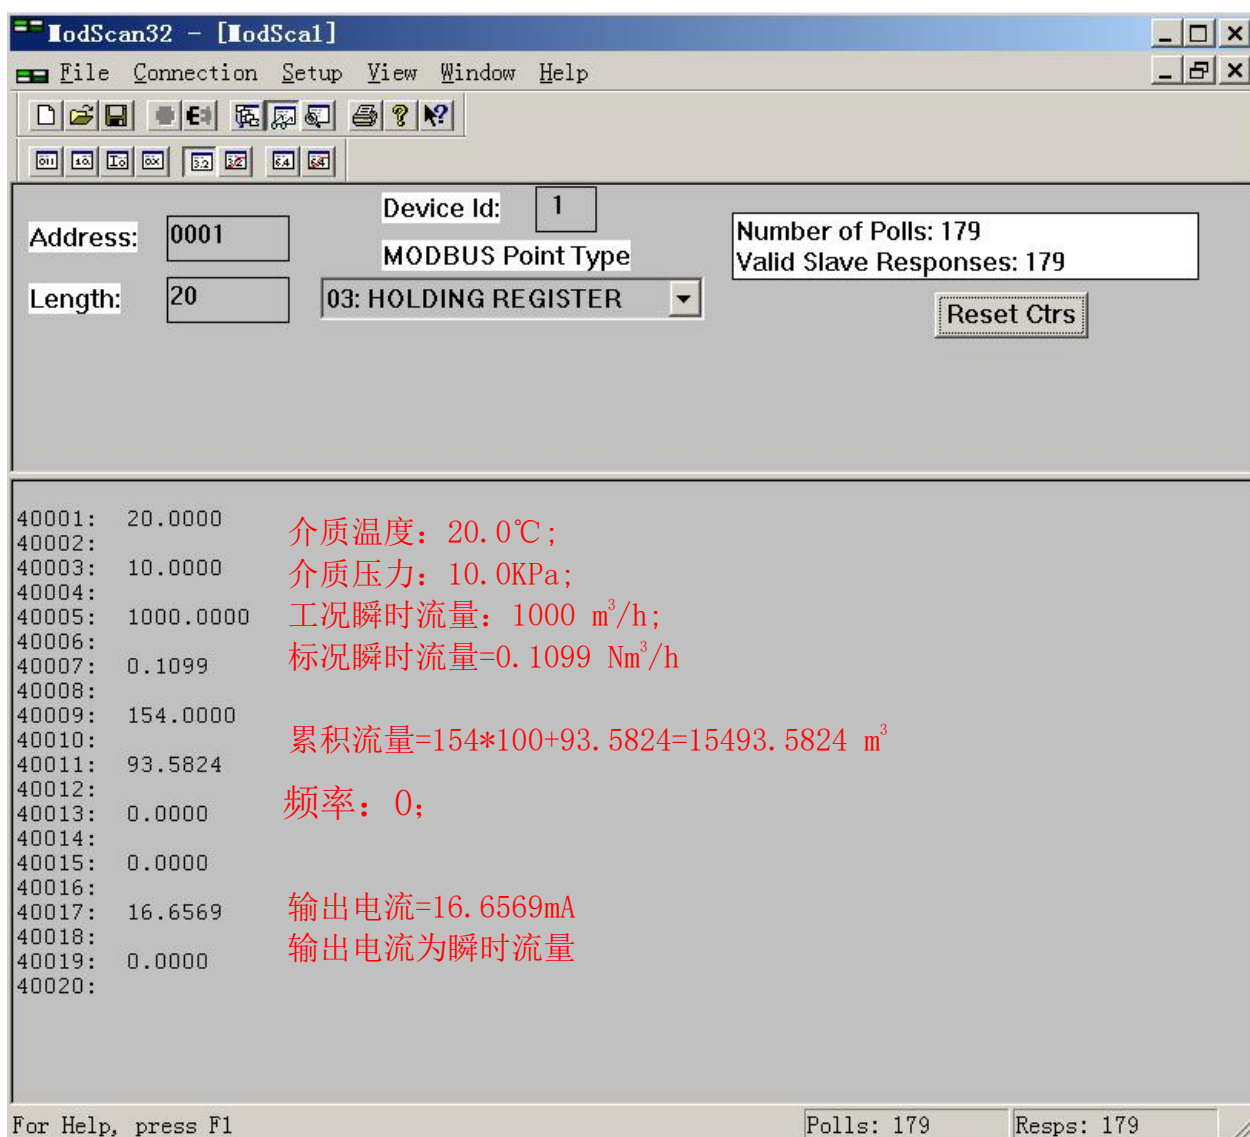 ModScan32 - [ModSca1]
File Connection Setup View Window Help
Device Id: 1
Address: 0001
Number of Polls: 179
MODBUS Point Type
Valid Slave Responses: 179
Length: 20
03: HOLDING REGISTER
Reset Ctrs
40001: 20.0000
介质温度：20.0℃;
40002:
40003: 10.0000
介质压力：10.0KPa;
40004:
40005: 1000.0000
工况瞬时流量：1000 m³/h;
40006:
40007: 0.1099
标况瞬时流量=0.1099 Nm³/h
40008:
40009: 154.0000
40010:
累积流量=154*100+93.5824=15493.5824 m³
40011: 93.5824
40012:
40013: 0.0000
频率：0;
40014:
40015: 0.0000
40016:
40017: 16.6569
输出电流=16.6569mA
40018:
输出电流为瞬时流量
40019: 0.0000
40020:
For Help, press F1
Polls: 179
Resps: 179